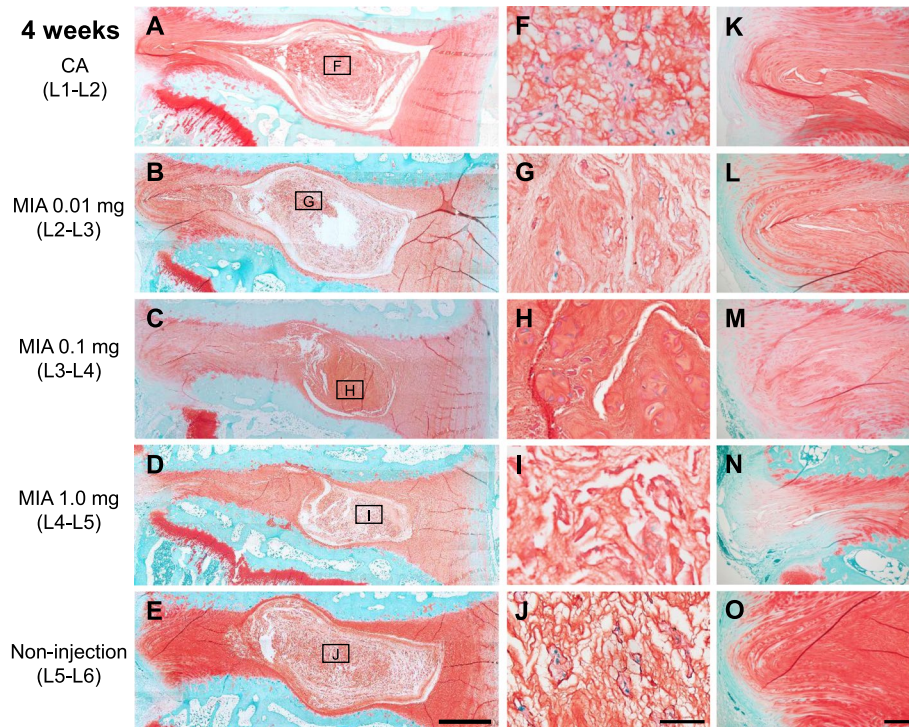 4 weeks
CA
(L1-L2)
A
F
F
K
MIA 0.01 mg
(L2-L3)
B
G
G
L
MIA 0.1 mg
(L3-L4)
C
H
H
M
MIA 1.0 mg
(L4-L5)
D
I
I
N
Non-injection
(L5-L6)
E
J
J
O